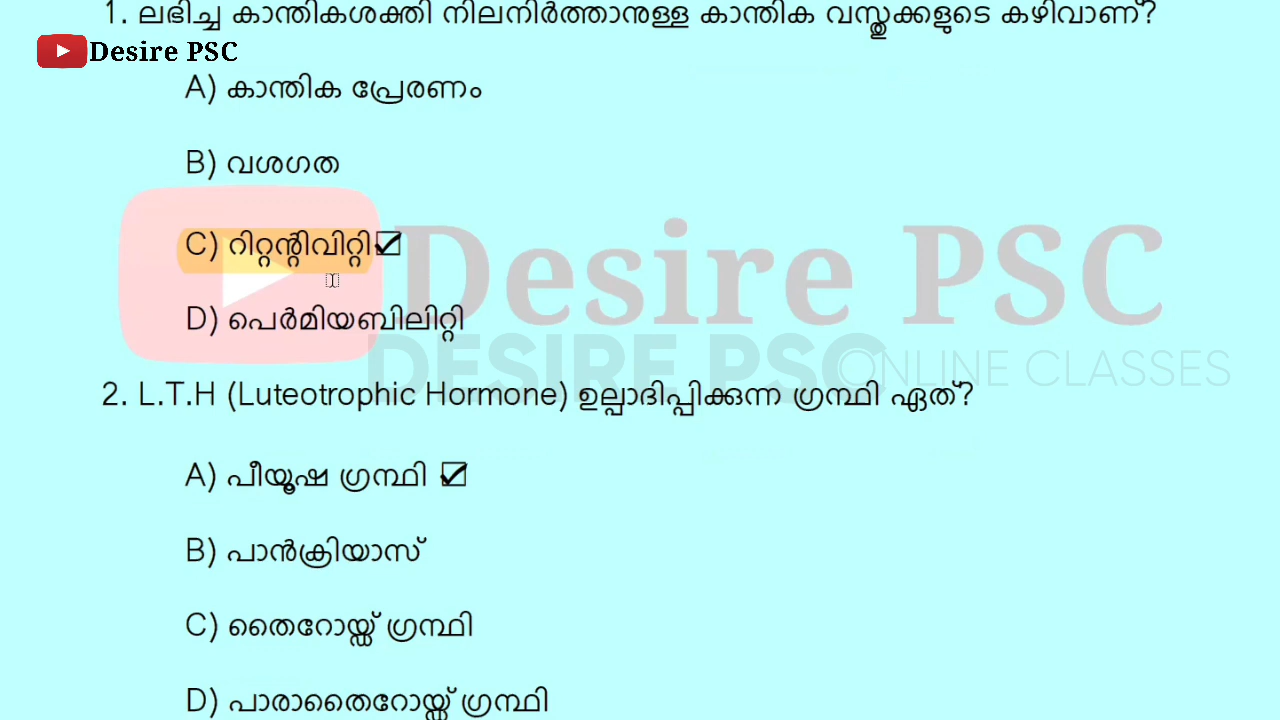 1. ലഭിച്ച കാന്തികശക്തി നിലനിർത്താനുള്ള കാന്തിക വസ്തുക്കളുടെ കഴിവാണ്?
Desire PSC
A) കാന്തിക പ്രേരണം
B) വശഗത
C) റിറ്റന്റിവിറ്റി☑
Desire PSC
D) പെർമിയബിലിറ്റി
DESIRE PSC ONLINE CLASSES
2. L.T.H (Luteotrophic Hormone) ഉല്പാദിപ്പിക്കുന്ന ഗ്രന്ഥി ഏത്?
A) പീയൂഷ ഗ്രന്ഥി ☑
B) പാൻക്രിയാസ്
C) തൈറോയ്ഡ് ഗ്രന്ഥി
D) പാരാതൈറോയ്ഡ് ഗ്രന്ഥി